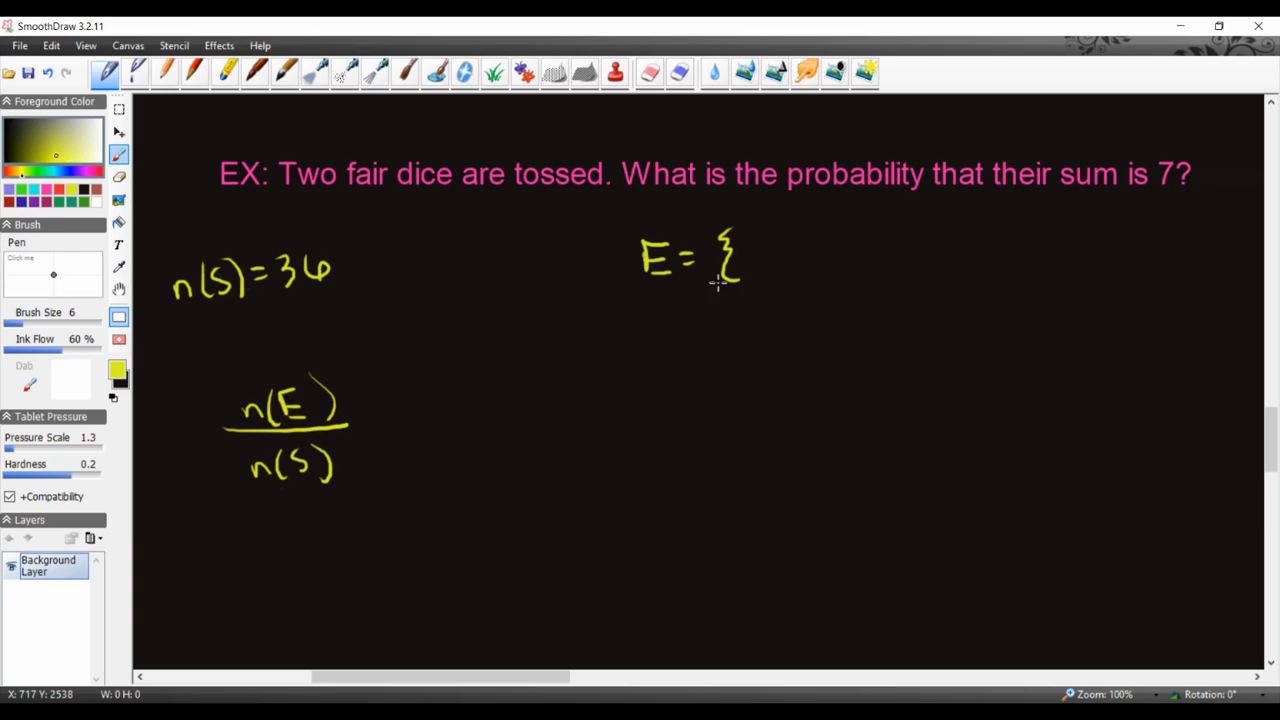 SmoothDraw 3.2.11
File Edit View Canvas Stencil Effects Help
Foreground Color
Brush
Pen
Click me
Brush Size 6
Ink Flow 60 %
Dab
Tablet Pressure
Pressure Scale 1.3
Hardness 0.2
+Compatibility
Layers
Background
Layer
EX: Two fair dice are tossed. What is the probability that their sum is 7?
n(S)=36
E={
n(E)
n(S)
X: 717 Y: 2538 W: 0 H: 0 Zoom: 100% Rotation: 0°